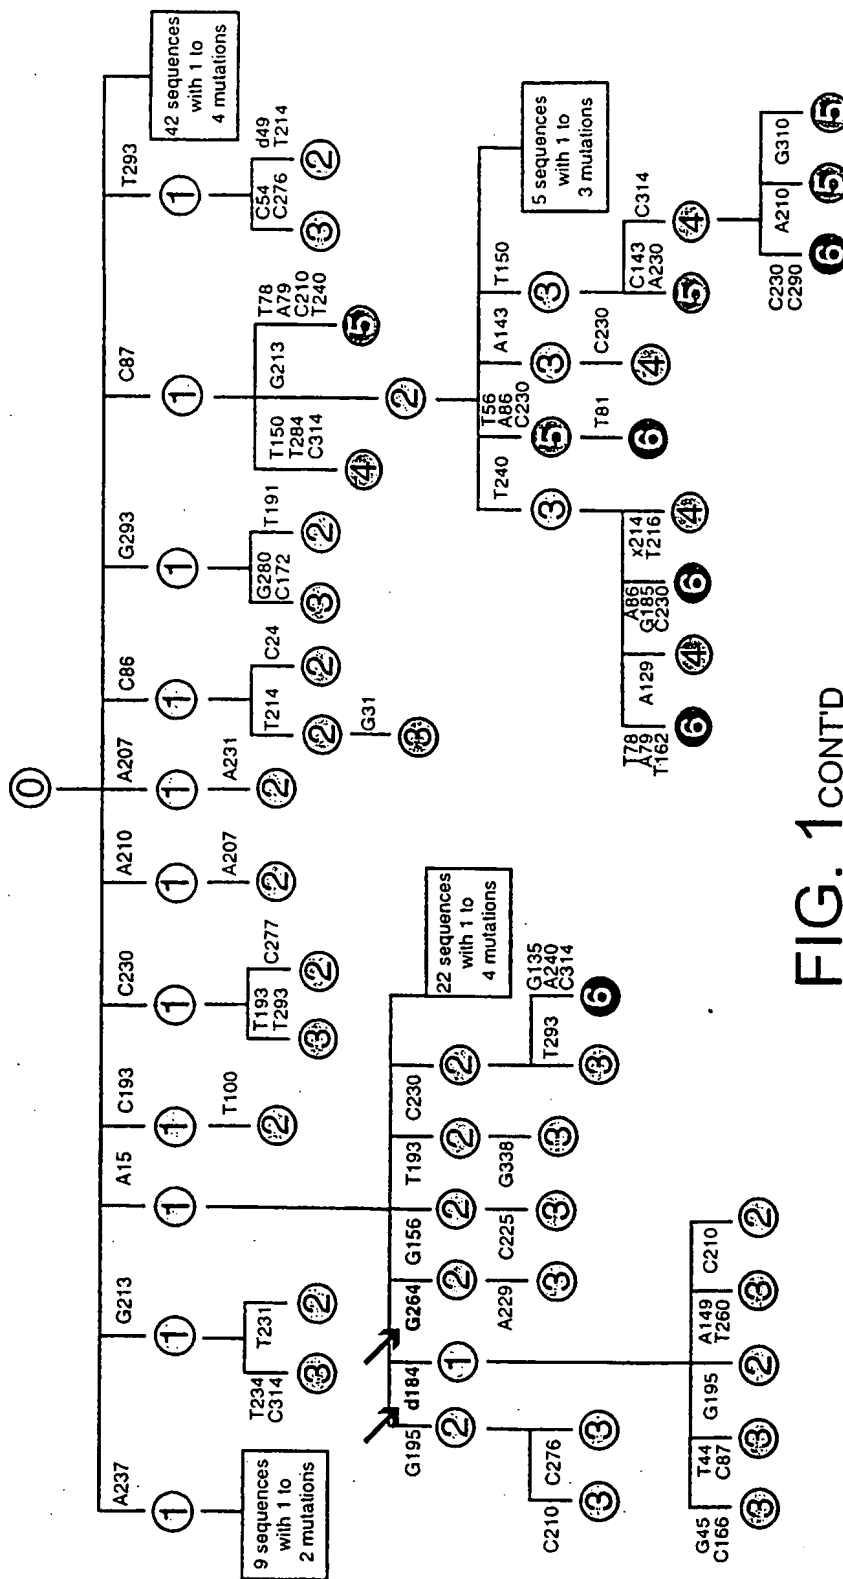 0
A237
G213
A15
C193
C230
A210
A207
C86
G293
C87
T293
42 sequences
with 1 to
4 mutations
1
1
1
1
1
1
1
1
1
1
1
9 sequences
with 1 to
2 mutations
T234
C314
T231
3
2
T100
2
T193
T293
C277
3
2
A207
2
A231
2
T214
C24
2
2
G31
3
G280
C172
T191
3
2
T150
T284
C314
G213
T78
A79
C210
T240
4
2
5
C54
C276
d49
T214
3
2
G195
d184
G264
G156
T193
C230
22 sequences
with 1 to
4 mutations
2
1
2
2
2
2
C210
C276
3
3
A229
3
C225
3
G338
3
T293
G135
A240
C314
3
6
G45
C166
T44
C87
G195
A149
T260
C210
3
3
2
3
2
T240
T56
A86
C230
A143
T150
5 sequences
with 1 to
3 mutations
3
5
3
3
T81
6
C230
4
C143
A230
C314
5
4
T78
A79
T162
A129
A86
G185
C230
x214
T216
6
4
6
4
C230
C290
A210
G310
6
5
5
FIG. 1 CONT'D